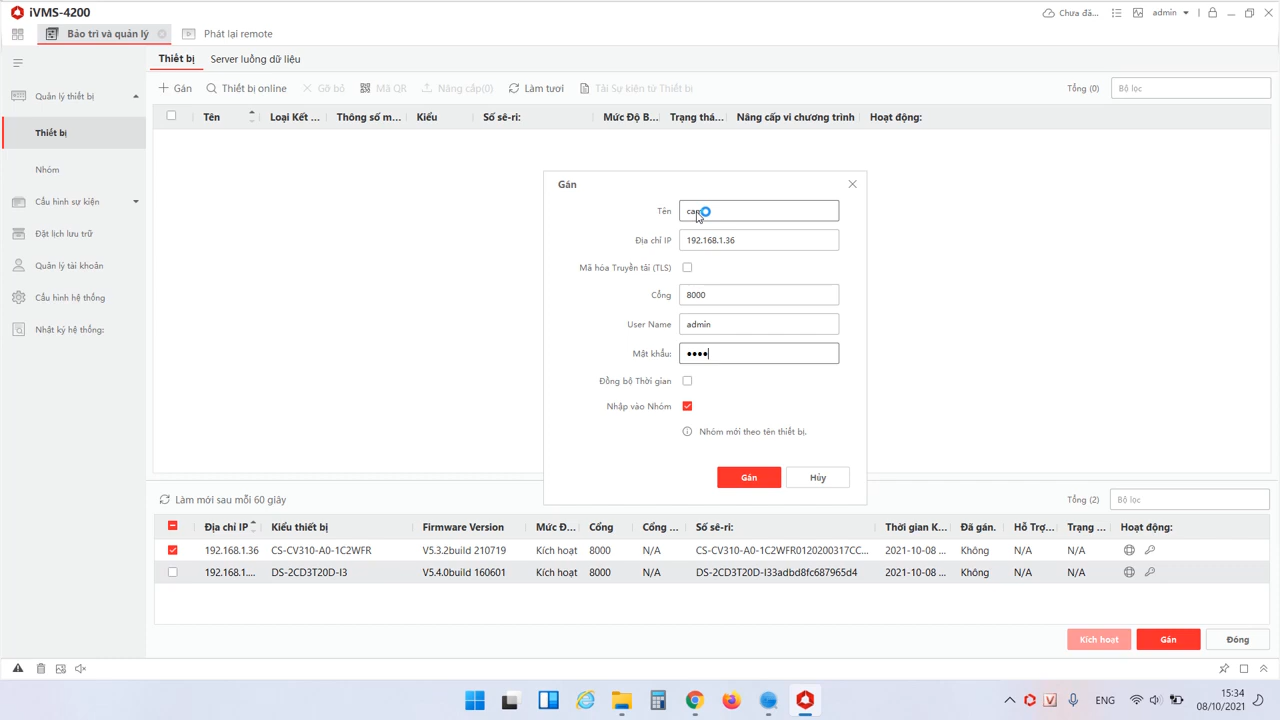 iVMS-4200
Chưa đă...
admin
Bảo trì và quản lý
Phát lại remote
Thiết bị
Server luồng dữ liệu
Gán
Thiết bị online
Gỡ bỏ
Mã QR
Nâng cấp(0)
Làm tươi
Tải Sự kiện từ Thiết bị
Tổng (0)
Bộ lọc
Quản lý thiết bị
Thiết bị
Nhóm
Cấu hình sự kiện
Đặt lịch lưu trữ
Quản lý tài khoản
Cấu hình hệ thống
Nhật ký hệ thống:
Tên
Loại Kết ...
Thông số m...
Kiểu
Số sê-ri:
Mức Độ B...
Trạng thá...
Nâng cấp vi chương trình
Hoạt động:
Gán
Tên
Địa chỉ IP 192.168.1.36
Mã hóa Truyền tải (TLS)
Cổng 8000
User Name admin
Mật khẩu: ••••
Đồng bộ Thời gian
Nhập vào Nhóm
Nhóm mới theo tên thiết bị.
Gán
Hủy
Làm mới sau mỗi 60 giây
Tổng (2)
Bộ lọc
Địa chỉ IP Kiểu thiết bị Firmware Version Mức Đ... Cổng Cổng ... Số sê-ri: Thời gian K... Đã gán. Hỗ Trợ... Trạng ... Hoạt động:
192.168.1.36 CS-CV310-A0-1C2WFR V5.3.2build 210719 Kích hoạt 8000 N/A CS-CV310-A0-1C2WFR0120200317CC... 2021-10-08 ... Không N/A N/A
192.168.1.... DS-2CD3T20D-I3 V5.4.0build 160601 Kích hoạt 8000 N/A DS-2CD3T20D-I33adbd8fc687965d4 2021-10-08 ... Không N/A N/A
Kích hoạt
Gán
Đóng
ENG
15:34
08/10/2021